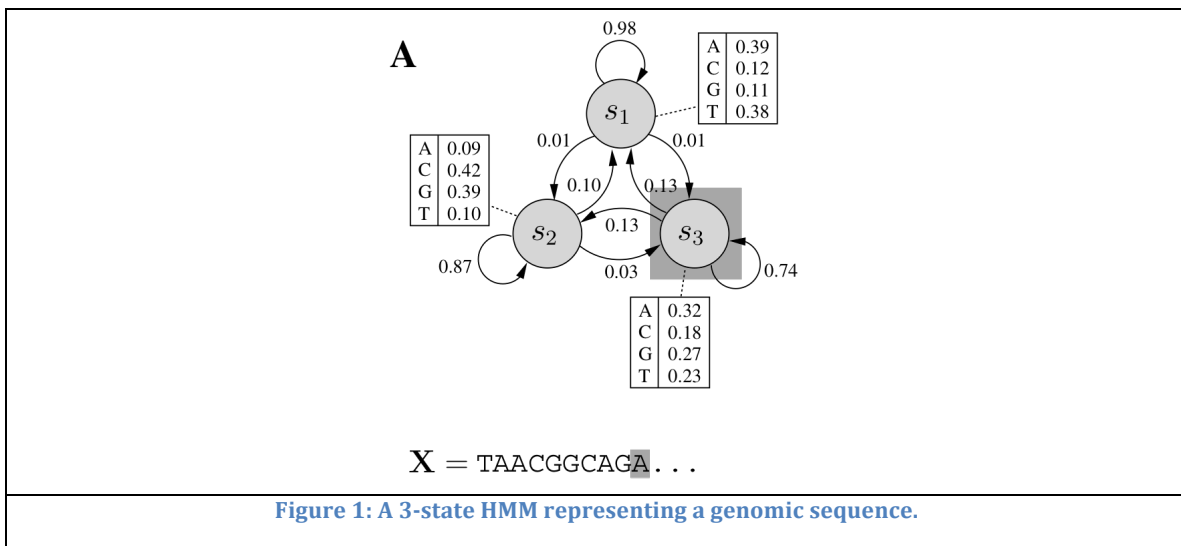 0.98
A
A 0.39
C 0.12
G 0.11
T 0.38
s1
0.01
0.01
A 0.09
C 0.42
G 0.39
T 0.10
0.10
0.13
s2
0.13
s3
0.87
0.03
0.74
A 0.32
C 0.18
G 0.27
T 0.23
X = TAACGGCAGA...
Figure 1: A 3-state HMM representing a genomic sequence.